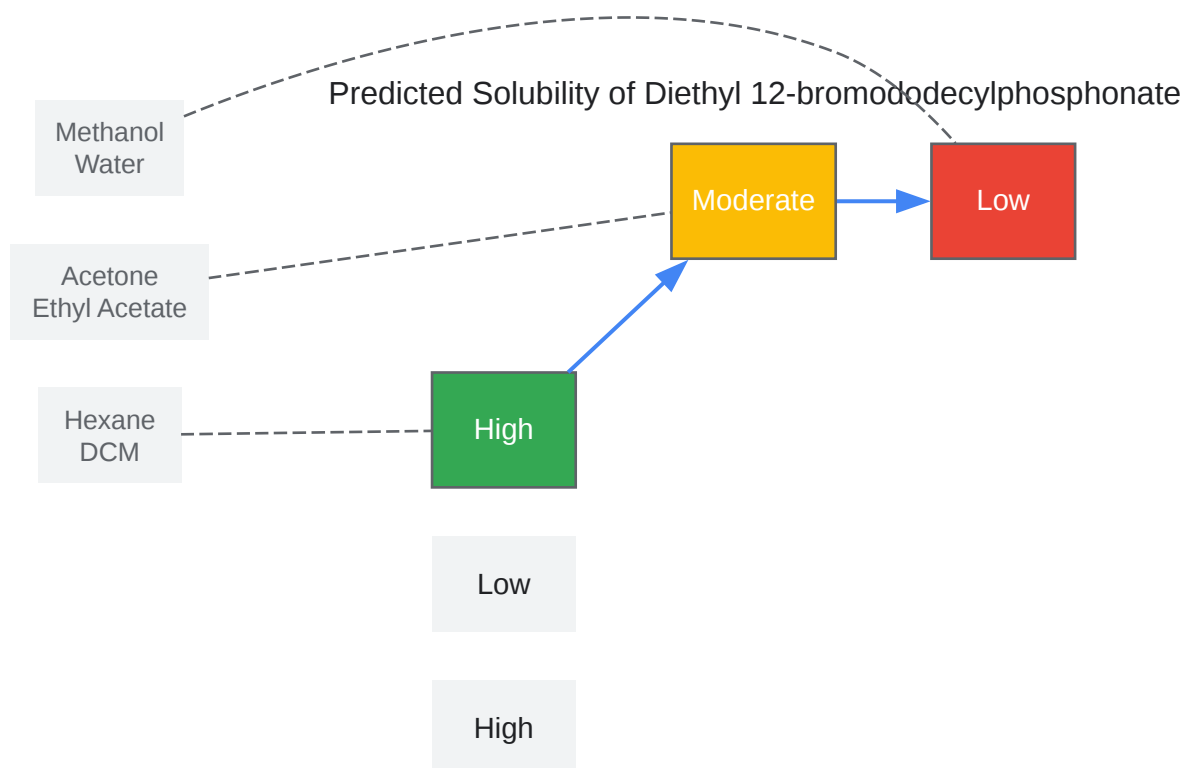 Predicted Solubility of Diethyl 12-bromododecylphosphonate
Methanol
Water
Moderate
Low
Acetone
Ethyl Acetate
Hexane
DCM
High
Low
High